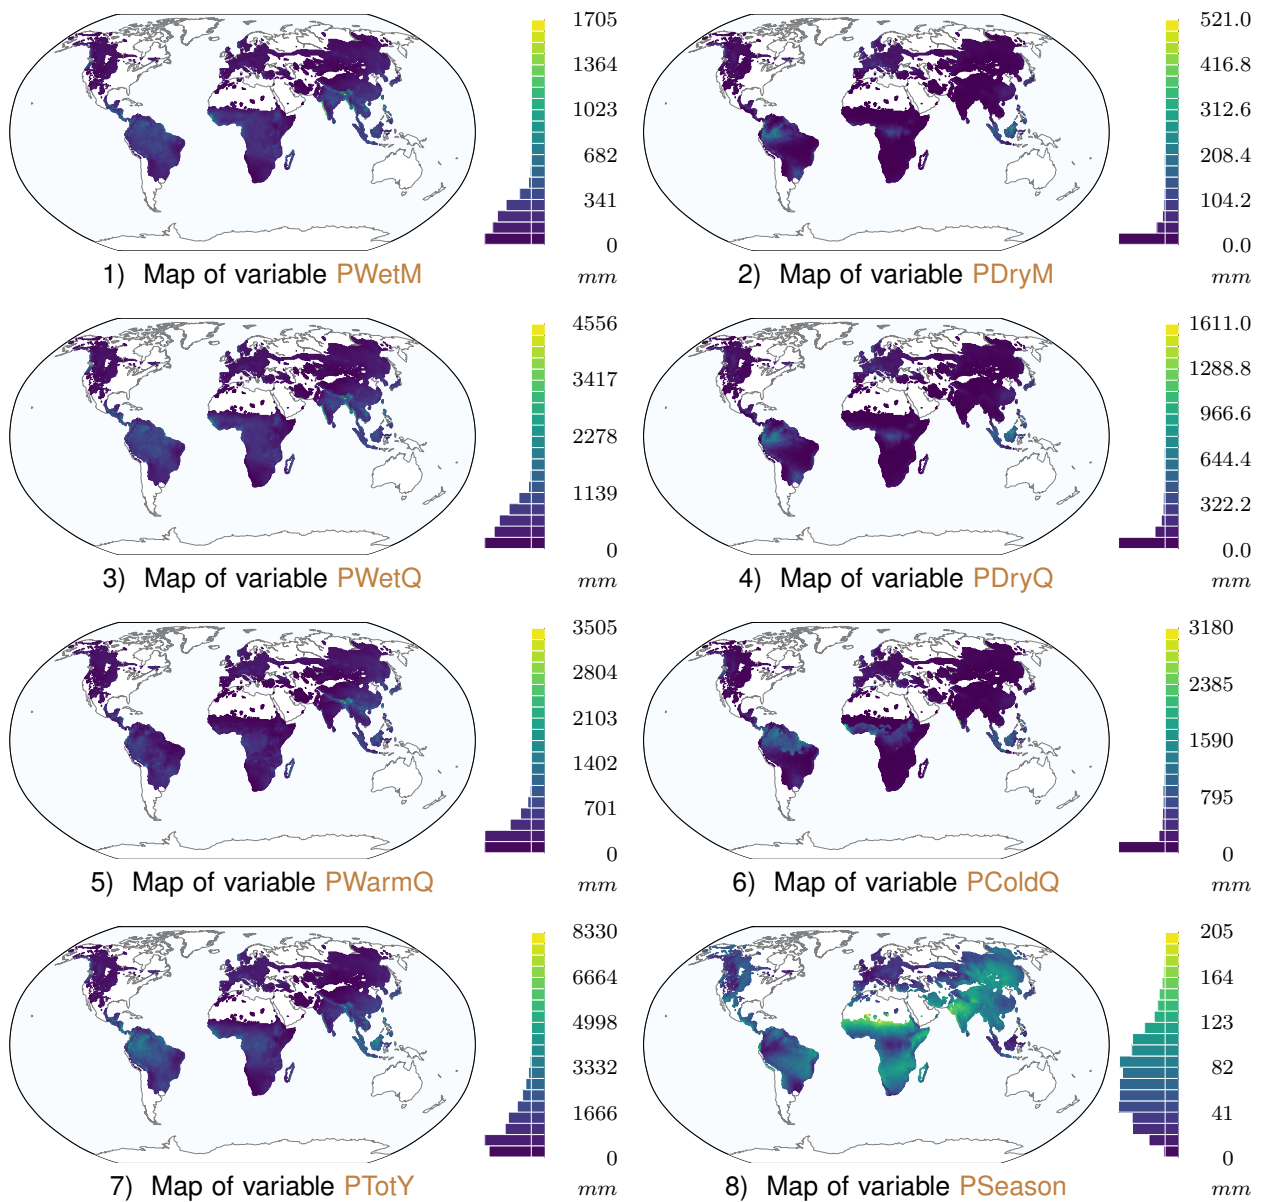 1705
1364
1023
682
341
0
1) Map of variable PWetM
mm
521.0
416.8
312.6
208.4
104.2
0.0
2) Map of variable PDryM
mm
4556
3417
2278
1139
0
3) Map of variable PWetQ
mm
1611.0
1288.8
966.6
644.4
322.2
0.0
4) Map of variable PDryQ
mm
3505
2804
2103
1402
701
0
5) Map of variable PWarmQ
mm
3180
2385
1590
795
0
6) Map of variable PColdQ
mm
8330
6664
4998
3332
1666
0
7) Map of variable PTotY
mm
205
164
123
82
41
0
8) Map of variable PSeason
mm